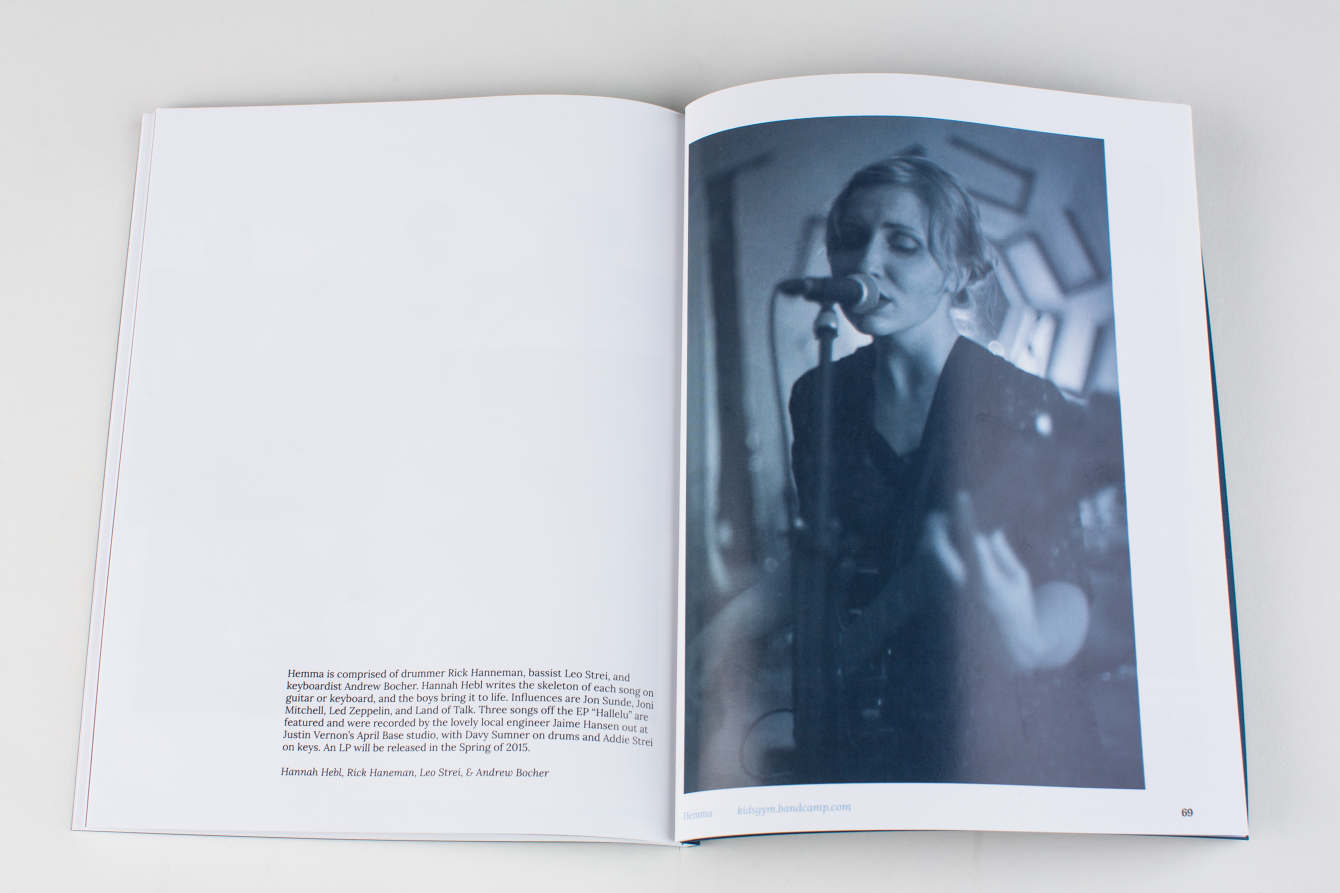 Hemma is comprised of drummer Rick Hanneman, bassist Leo Strei, and
keyboardist Andrew Bocher. Hannah Hebl writes the skeleton of each song on
guitar or keyboard, and the boys bring it to life. Influences are Jon Sunde, Joni
Mitchell, Led Zeppelin, and Land of Talk. Three songs off the EP “Hallelu” are
featured and were recorded by the lovely local engineer Jaime Hansen out at
Justin Vernon’s April Base studio, with Davy Sumner on drums and Addie Strei
on keys. An LP will be released in the Spring of 2015.
Hannah Hebl, Rick Haneman, Leo Strei, & Andrew Bocher
Hemma kidsgym.bandcamp.com 69